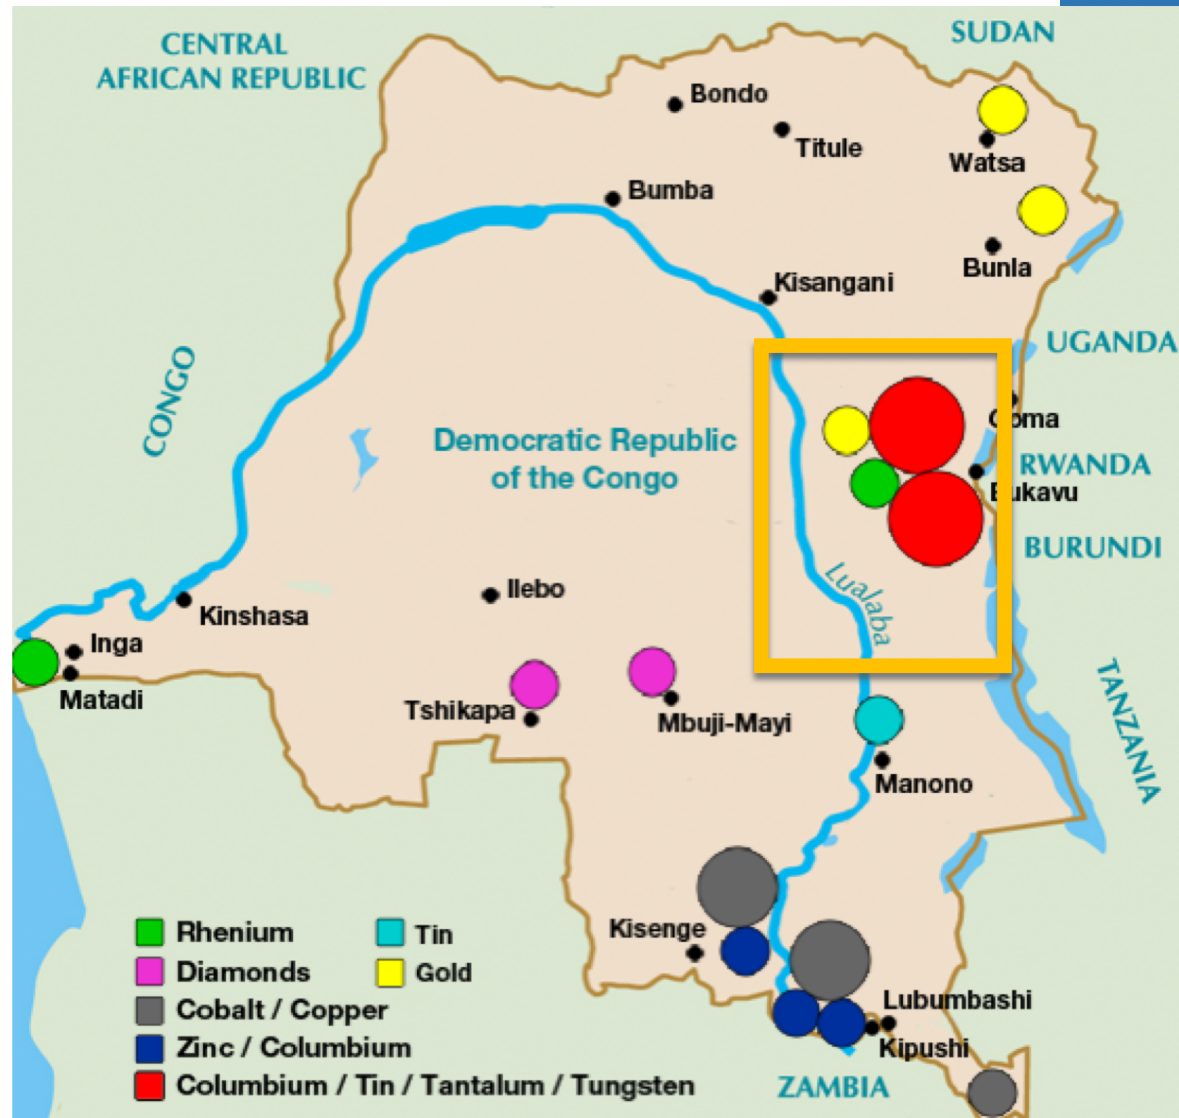 SUDAN
CENTRAL
AFRICAN REPUBLIC
Bondo
Titule
Watsa
Bumba
Bunla
Kisangani
UGANDA
CONGO
Goma
Democratic Republic
of the Congo
RWANDA
Bukavu
BURUNDI
Lualaba
Ilebo
Kinshasa
Inga
Matadi
TANZANIA
Tshikapa
Mbuji-Mayi
Manono
Kisenge
Lubumbashi
Kipushi
ZAMBIA
Rhenium
Tin
Diamonds
Gold
Cobalt / Copper
Zinc / Columbium
Columbium / Tin / Tantalum / Tungsten